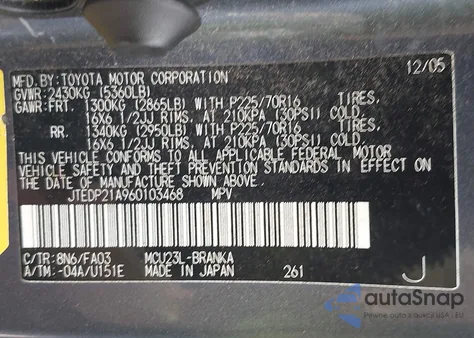 MFD.BY:TOYOTA MOTOR CORPORATION 12/05
GVWR:2430KG (5360LB)
GAWR:FRT. 1300KG (2865LB) WITH P225/70R16 TIRES,
16X6 1/2JJ RIMS, AT 210KPA (30PSI) COLD.
RR. 1340KG (2950LB) WITH P225/70R16 TIRES,
16X6 1/2JJ RIMS, AT 210KPA (30PSI) COLD.
THIS VEHICLE CONFORMS TO ALL APPLICABLE FEDERAL MOTOR
VEHICLE SAFETY AND THEFT PREVENTION STANDARDS IN EFFECT ON
THE DATE OF MANUFACTURE SHOWN ABOVE.
JTEDP21A960103468 MPV
C/TR:8N6/FA03 MCU23L-BRANKA
A/TM:-04A/U151E MADE IN JAPAN 261 J
autoSnap
Pewne auto z USA - EU